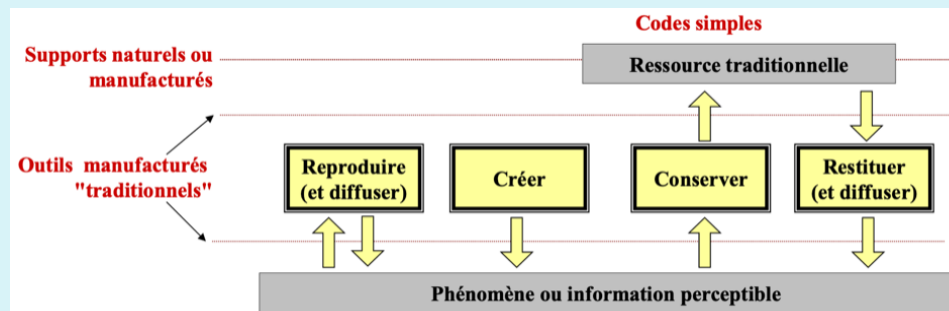 Codes simples
Supports naturels ou
manufacturés
Ressource traditionnelle
Outils manufacturés
"traditionnels"
Reproduire
(et diffuser)
Créer
Conserver
Restituer
(et diffuser)
Phénomène ou information perceptible